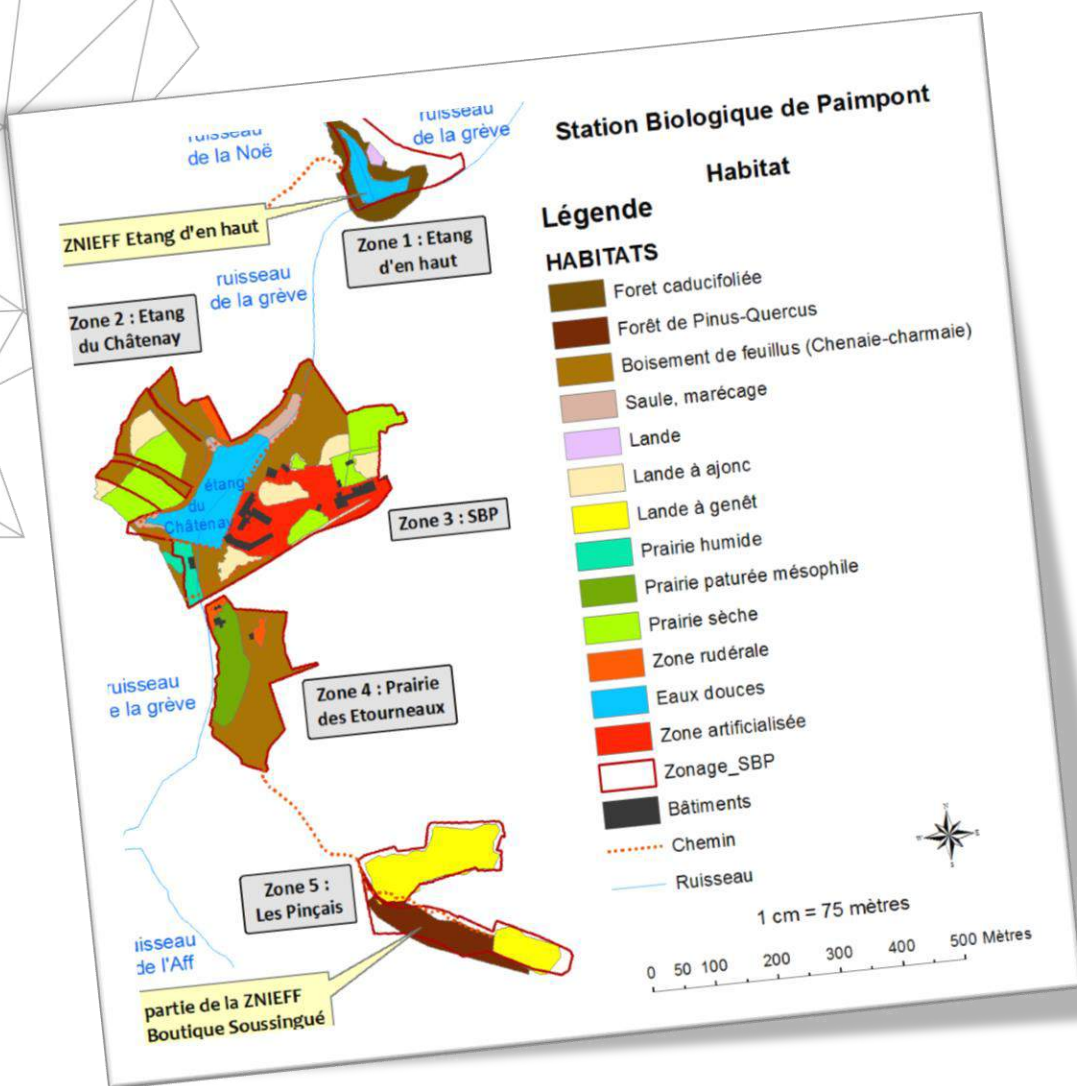 Station Biologique de Paimpont
Habitat
Légende
HABITATS
Foret caducifoliée
Forêt de Pinus-Quercus
Boisement de feuillus (Chenaie-charmaie)
Saule, marécage
Lande
Lande à ajonc
Lande à genêt
Prairie humide
Prairie paturée mésophile
Prairie sèche
Zone rudérale
Eaux douces
Zone artificialisée
Zonage_SBP
Bâtiments
Chemin
Ruisseau
1 cm = 75 mètres
0 50 100 200 300 400 500 Mètres
N
E
S
W
ruisseau
de la Noë
ruisseau
de la grève
ZNIEFF Etang d'en haut
Zone 1 : Etang
d'en haut
ruisseau
de la grève
Zone 2 : Etang
du Châtenay
étang
du
Châtenay
Zone 3 : SBP
ruisseau
e la grève
Zone 4 : Prairie
des Etourneaux
Zone 5 :
Les Pinçais
isseau
de l'Aff
partie de la ZNIEFF
Boutique Soussingué